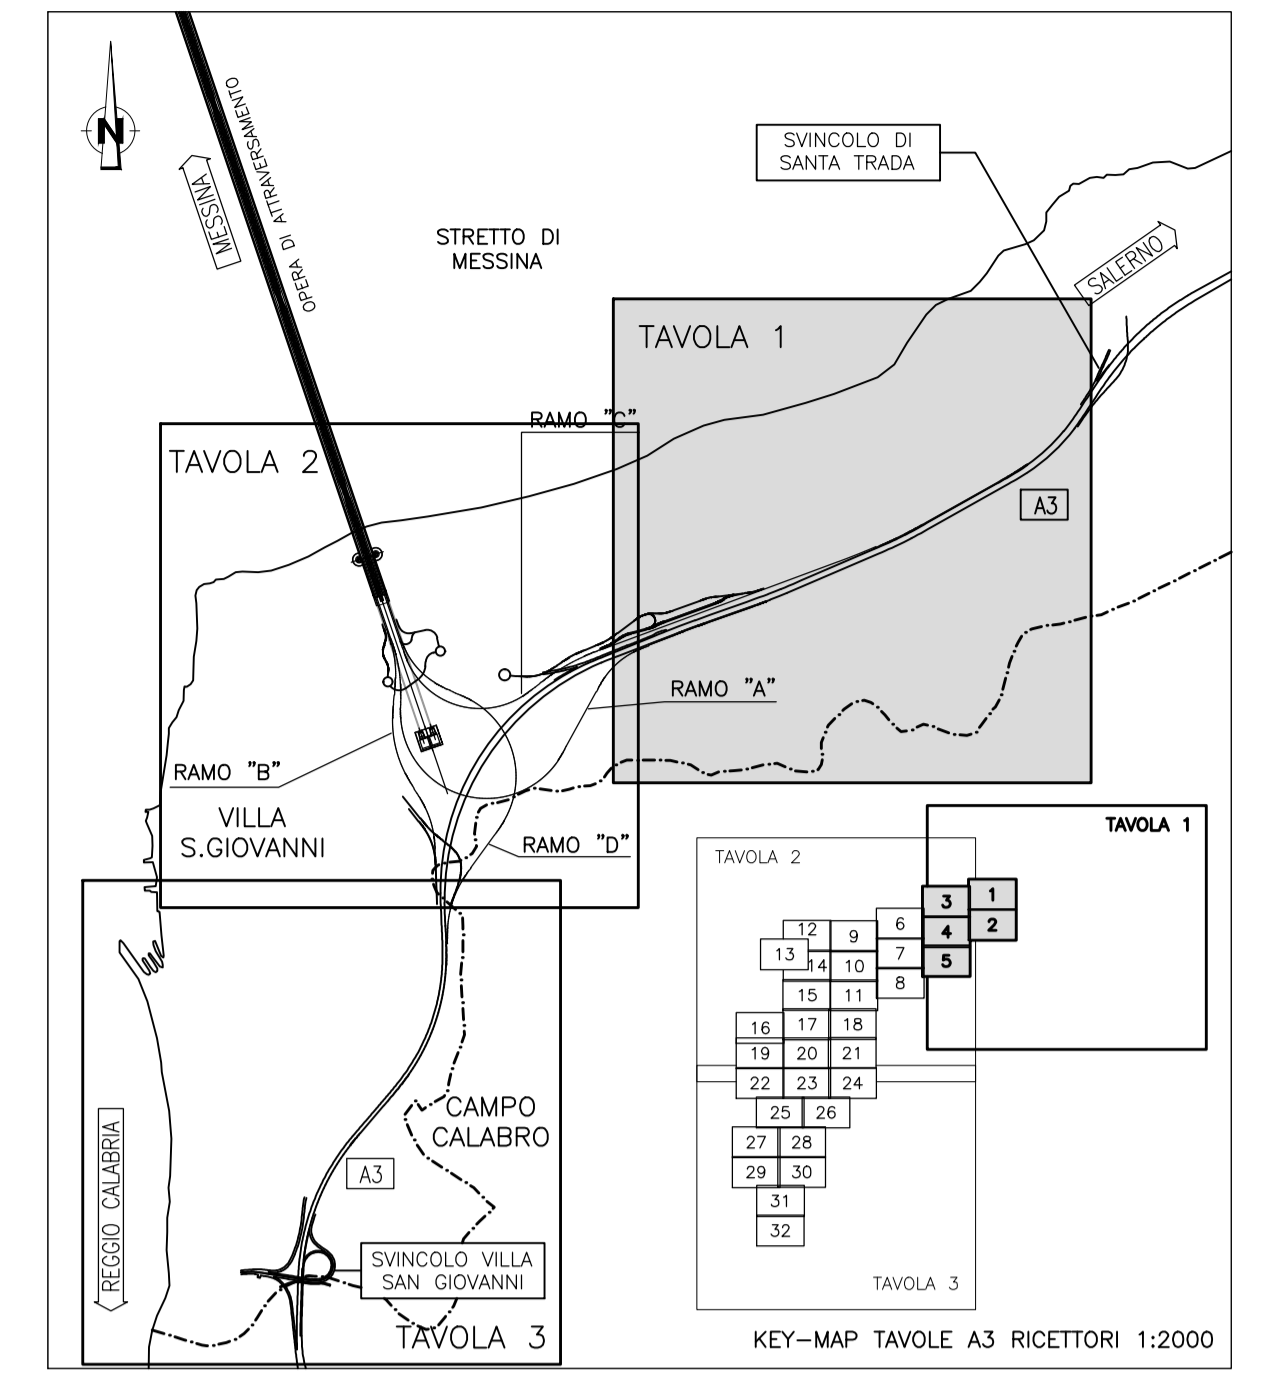 N
MESSINA
OPERA DI ATTRAVERSAMENTO
STRETTO DI
MESSINA
SVINCOLO DI
SANTA TRADA
SALERNO
TAVOLA 1
RAMO "C"
TAVOLA 2
A3
RAMO "A"
RAMO "B"
VILLA
S.GIOVANNI
RAMO "D"
CAMPO
CALABRO
A3
REGGIO CALABRIA
SVINCOLO VILLA
SAN GIOVANNI
TAVOLA 3
TAVOLA 1
TAVOLA 2
1
2
3
4
5
6
7
8
9
10
11
12
13
14
15
16
17
18
19
20
21
22
23
24
25
26
27
28
29
30
31
32
TAVOLA 3
KEY-MAP TAVOLE A3 RICETTORI 1:2000